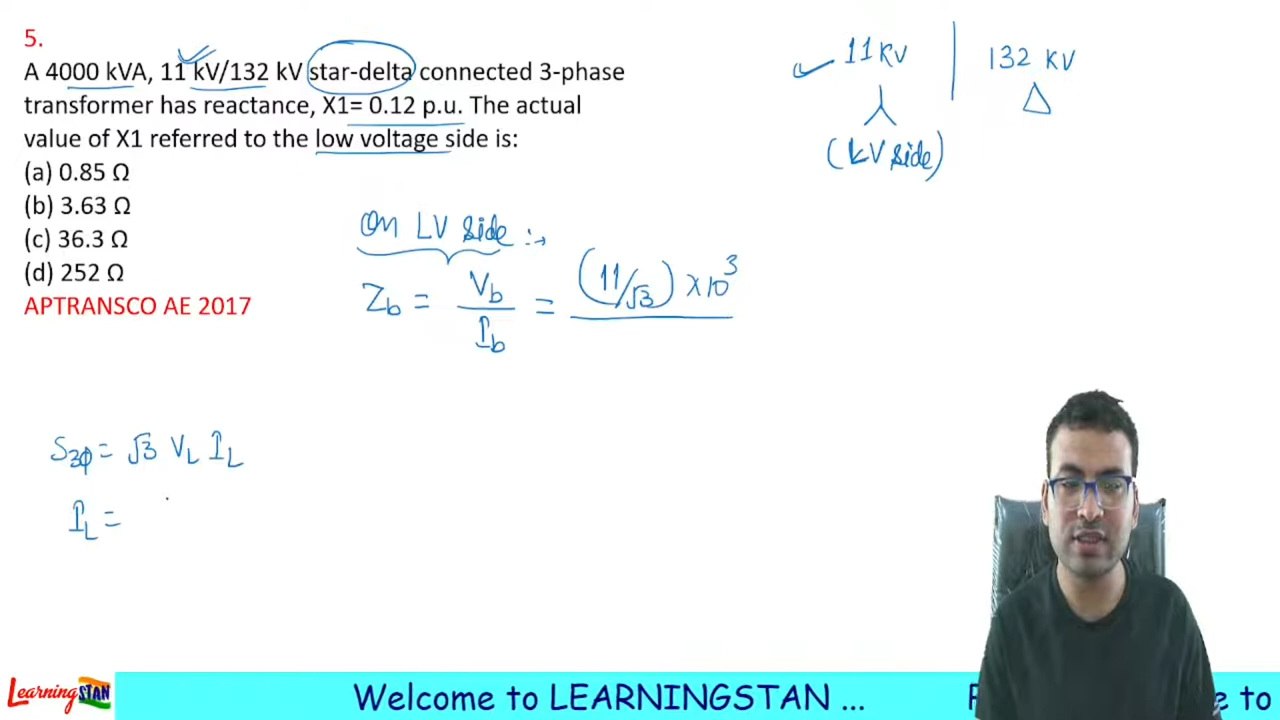 5.
A 4000 kVA, 11 kV/132 kV star-delta connected 3-phase
transformer has reactance, X1= 0.12 p.u. The actual
value of X1 referred to the low voltage side is:
(a) 0.85 Ω
(b) 3.63 Ω
(c) 36.3 Ω
(d) 252 Ω
APTRANSCO AE 2017
11 kV | 132 kV
(kV side) Δ
On LV side :→
Zb = Vb / Ib = (11/√3) × 10³
S3φ = √3 VL IL
IL =
Learning STAN
Welcome to LEARNINGSTAN ...
e to